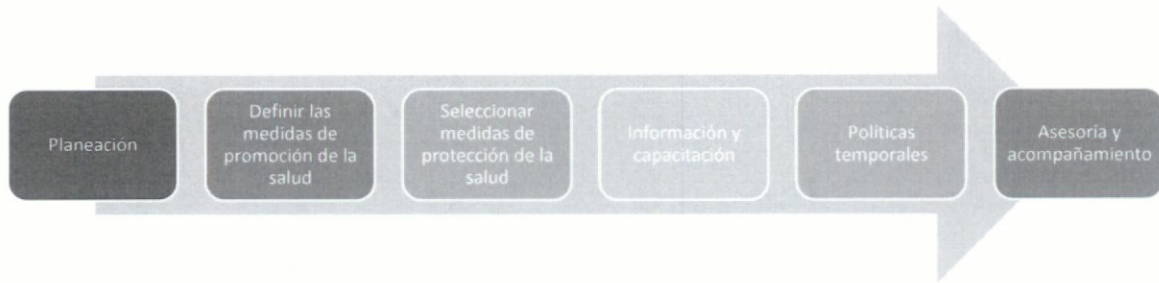 Planeación
Definir las
medidas de
promoción de la
salud
Seleccionar
medidas de
protección de la
salud
Información y
capacitación
Políticas
temporales
Asesoría y
acompañamiento